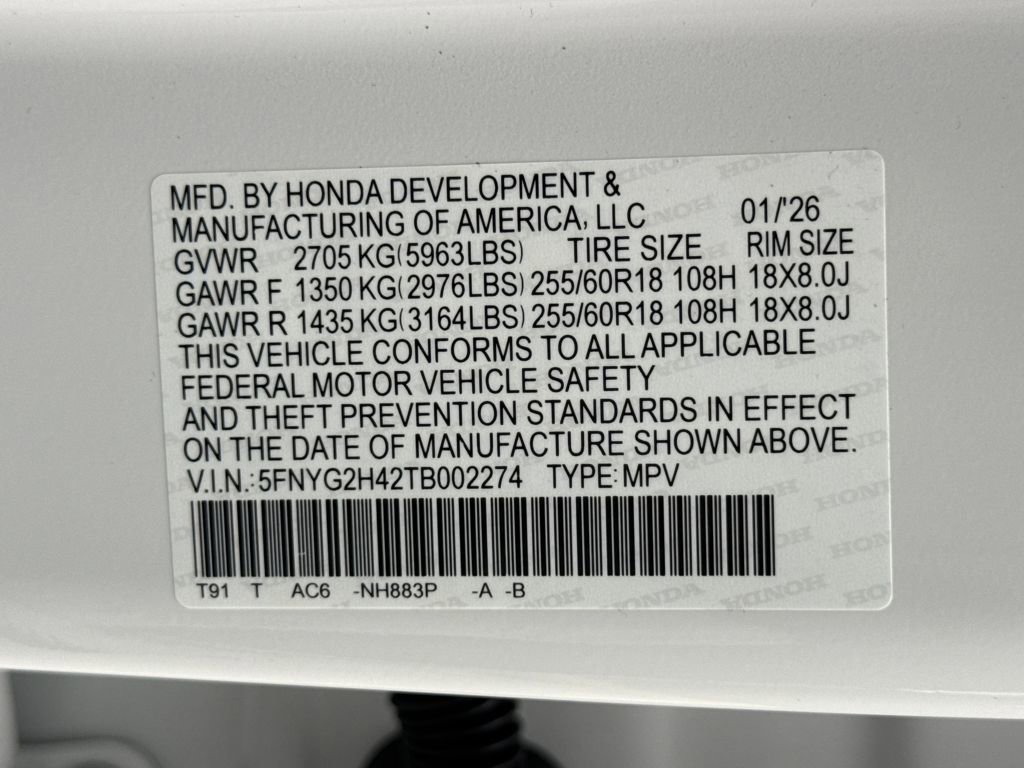 MFD. BY HONDA DEVELOPMENT &
MANUFACTURING OF AMERICA, LLC 01/'26
GVWR 2705 KG(5963LBS) TIRE SIZE RIM SIZE
GAWR F 1350 KG(2976LBS) 255/60R18 108H 18X8.0J
GAWR R 1435 KG(3164LBS) 255/60R18 108H 18X8.0J
THIS VEHICLE CONFORMS TO ALL APPLICABLE
FEDERAL MOTOR VEHICLE SAFETY
AND THEFT PREVENTION STANDARDS IN EFFECT
ON THE DATE OF MANUFACTURE SHOWN ABOVE.
V.I.N.: 5FNYG2H42TB002274 TYPE: MPV
T91 T AC6 -NH883P -A -B